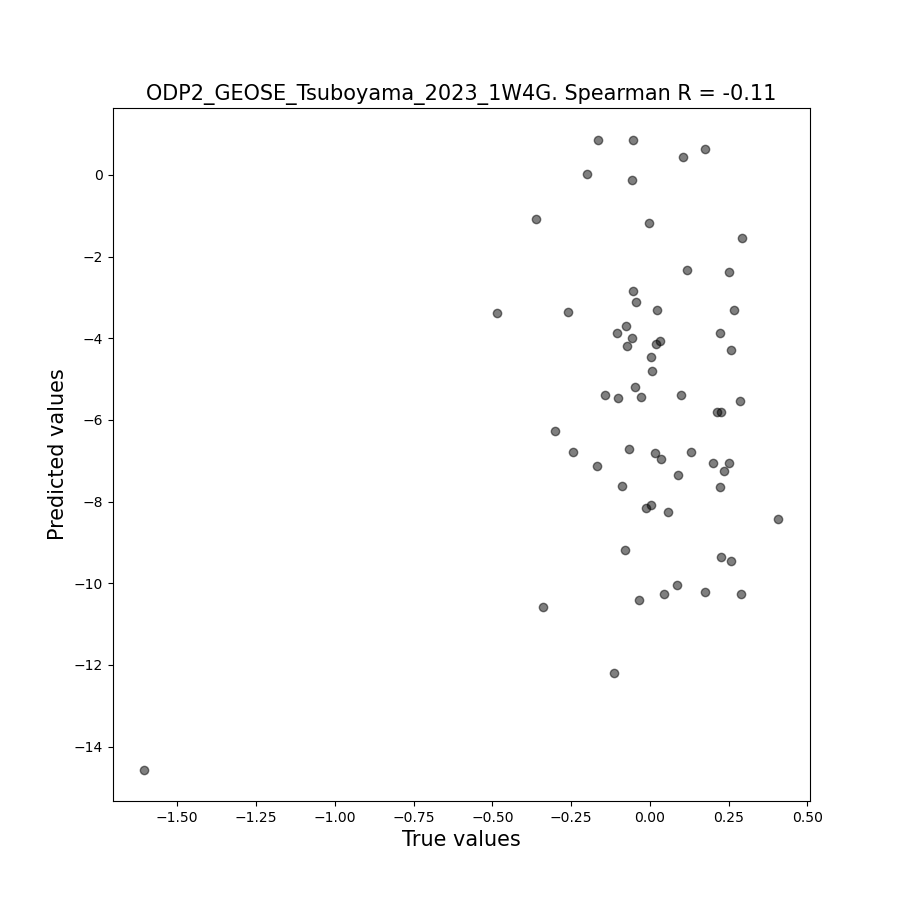 ODP2_GEOSE_Tsuboyama_2023_1W4G. Spearman R = -0.11
0
−2
−4
−6
−8
−10
−12
−14
Predicted values
−1.50 −1.25 −1.00 −0.75 −0.50 −0.25 0.00 0.25 0.50
True values